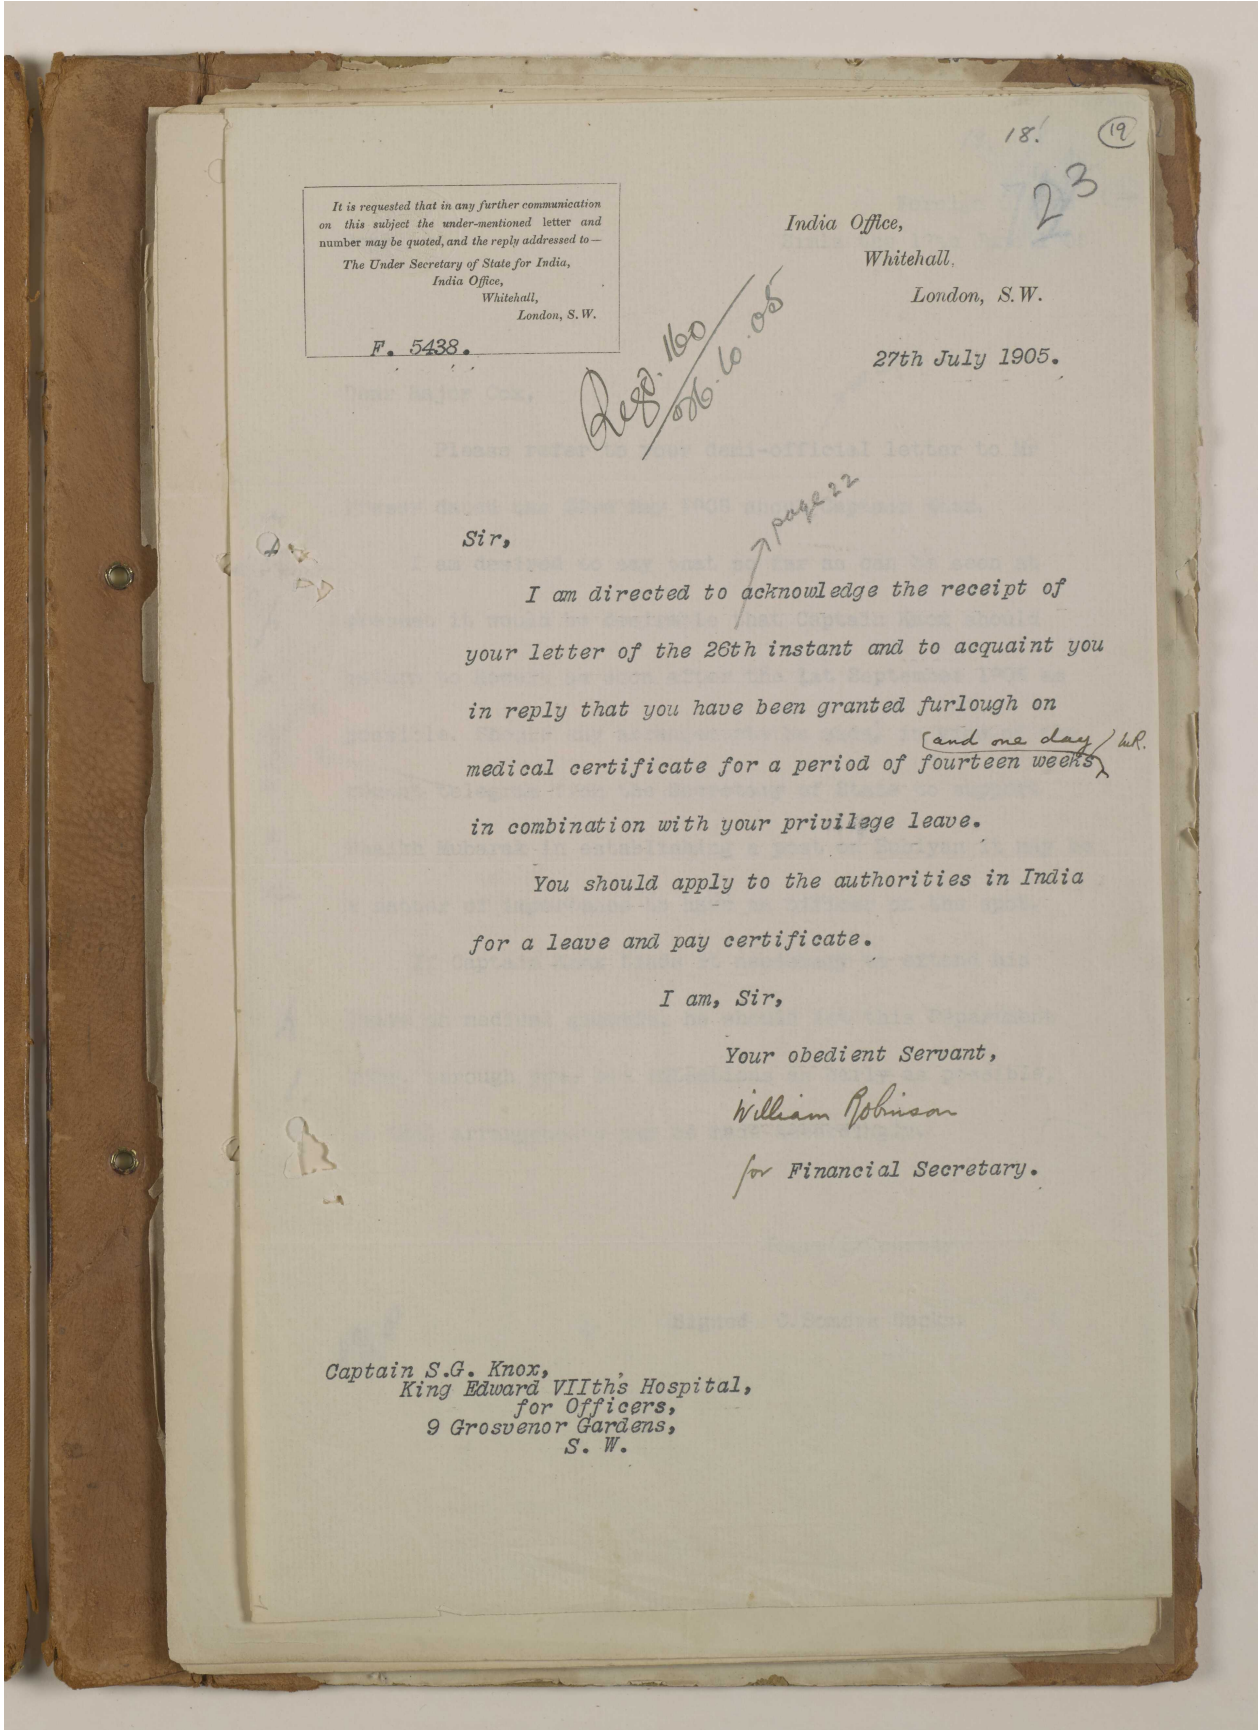 18.
19
23
It is requested that in any further communication
on this subject the under-mentioned letter and
number may be quoted, and the reply addressed to—
The Under Secretary of State for India,
India Office,
Whitehall,
London, S.W.
F. 5438.
India Office,
Whitehall,
London, S.W.
27th July 1905.
Regd. 160
10.05
page 22
Sir,
I am directed to acknowledge the receipt of
your letter of the 26th instant and to acquaint you
in reply that you have been granted furlough on
(and one day / W.R.
medical certificate for a period of fourteen weeks
in combination with your privilege leave.
You should apply to the authorities in India
for a leave and pay certificate.
I am, Sir,
Your obedient Servant,
William Robinson
for Financial Secretary.
Captain S.G. Knox,
King Edward VIIth's Hospital,
for Officers,
9 Grosvenor Gardens,
S. W.